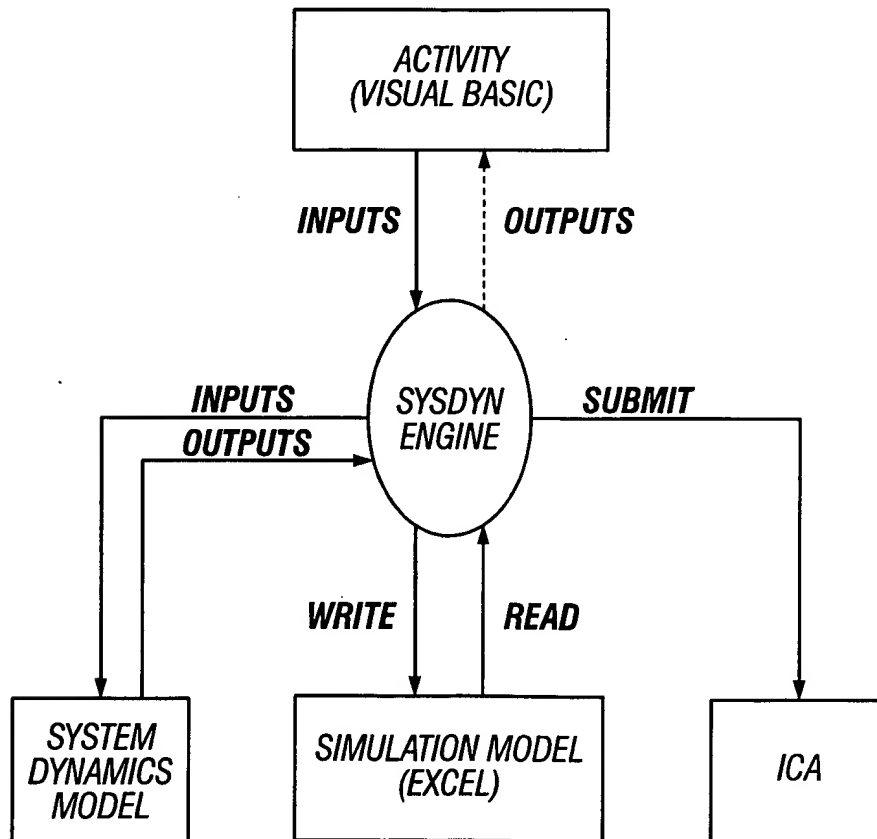 ACTIVITY
(VISUAL BASIC)
INPUTS
OUTPUTS
INPUTS
OUTPUTS
SYSDYN
ENGINE
SUBMIT
WRITE
READ
SYSTEM
DYNAMICS
MODEL
SIMULATION MODEL
(EXCEL)
ICA